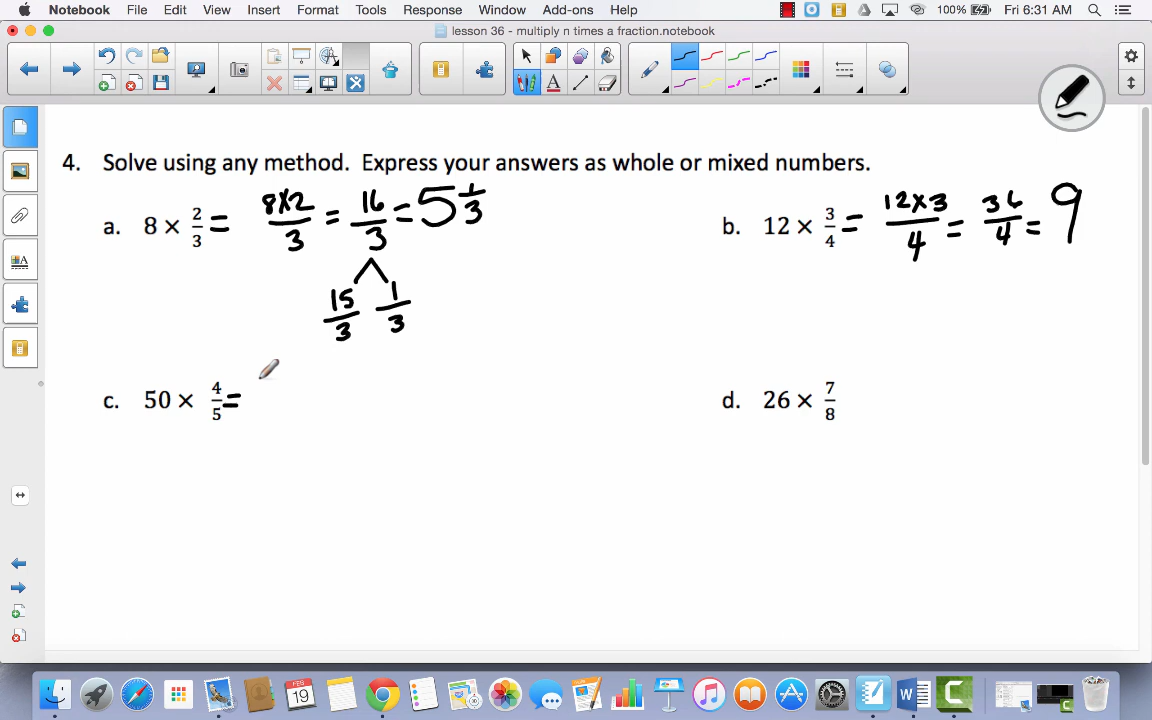 Notebook File Edit View Insert Format Tools Response Window Add-ons Help 100% Fri 6:31 AM
lesson 36 - multiply n times a fraction.notebook
4. Solve using any method. Express your answers as whole or mixed numbers.
a. 8 × 2/3 = 8×2/3 = 16/3 = 5 1/3
15/3 1/3
b. 12 × 3/4 = 12×3/4 = 36/4 = 9
c. 50 × 4/5 =
d. 26 × 7/8
19